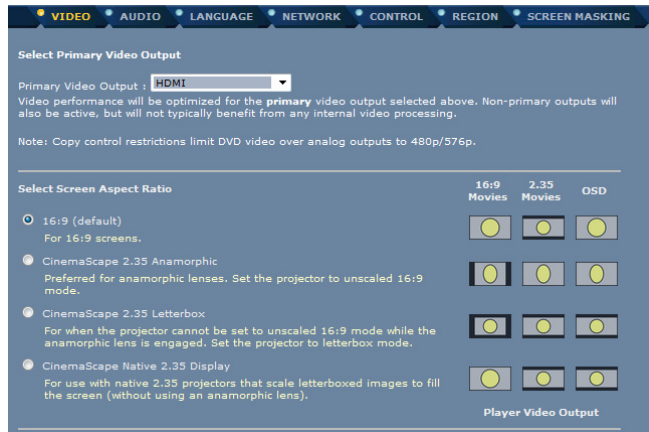 VIDEO AUDIO LANGUAGE NETWORK CONTROL REGION SCREEN MASKING
Select Primary Video Output
Primary Video Output : HDMI
Video performance will be optimized for the primary video output selected above. Non-primary outputs will
also be active, but will not typically benefit from any internal video processing.
Note: Copy control restrictions limit DVD video over analog outputs to 480p/576p.
Select Screen Aspect Ratio
16:9 Movies
2.35 Movies
OSD
16:9 (default)
For 16:9 screens.
CinemaScape 2.35 Anamorphic
Preferred for anamorphic lenses. Set the projector to unscaled 16:9
mode.
CinemaScape 2.35 Letterbox
For when the projector cannot be set to unscaled 16:9 mode while the
anamorphic lens is engaged. Set the projector to letterbox mode.
CinemaScape Native 2.35 Display
For use with native 2.35 projectors that scale letterboxed images to fill
the screen (without using an anamorphic lens).
Player Video Output